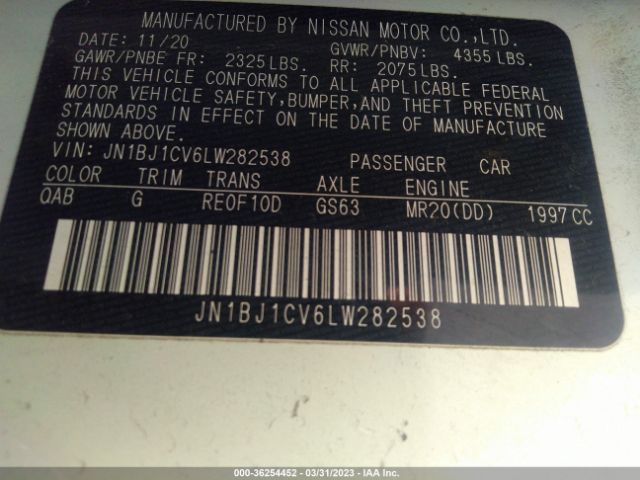 MANUFACTURED BY NISSAN MOTOR CO.,LTD.
DATE: 11/20 GVWR/PNBV: 4355 LBS.
GAWR/PNBE FR: 2325 LBS. RR: 2075 LBS.
THIS VEHICLE CONFORMS TO ALL APPLICABLE FEDERAL
MOTOR VEHICLE SAFETY, BUMPER, AND THEFT PREVENTION
STANDARDS IN EFFECT ON THE DATE OF MANUFACTURE
SHOWN ABOVE.
VIN: JN1BJ1CV6LW282538 PASSENGER CAR
COLOR TRIM TRANS AXLE ENGINE
QAB G RE0F10D GS63 MR20(DD) 1997 CC
JN1BJ1CV6LW282538
000-36254452 - 03/31/2023 - IAA Inc.